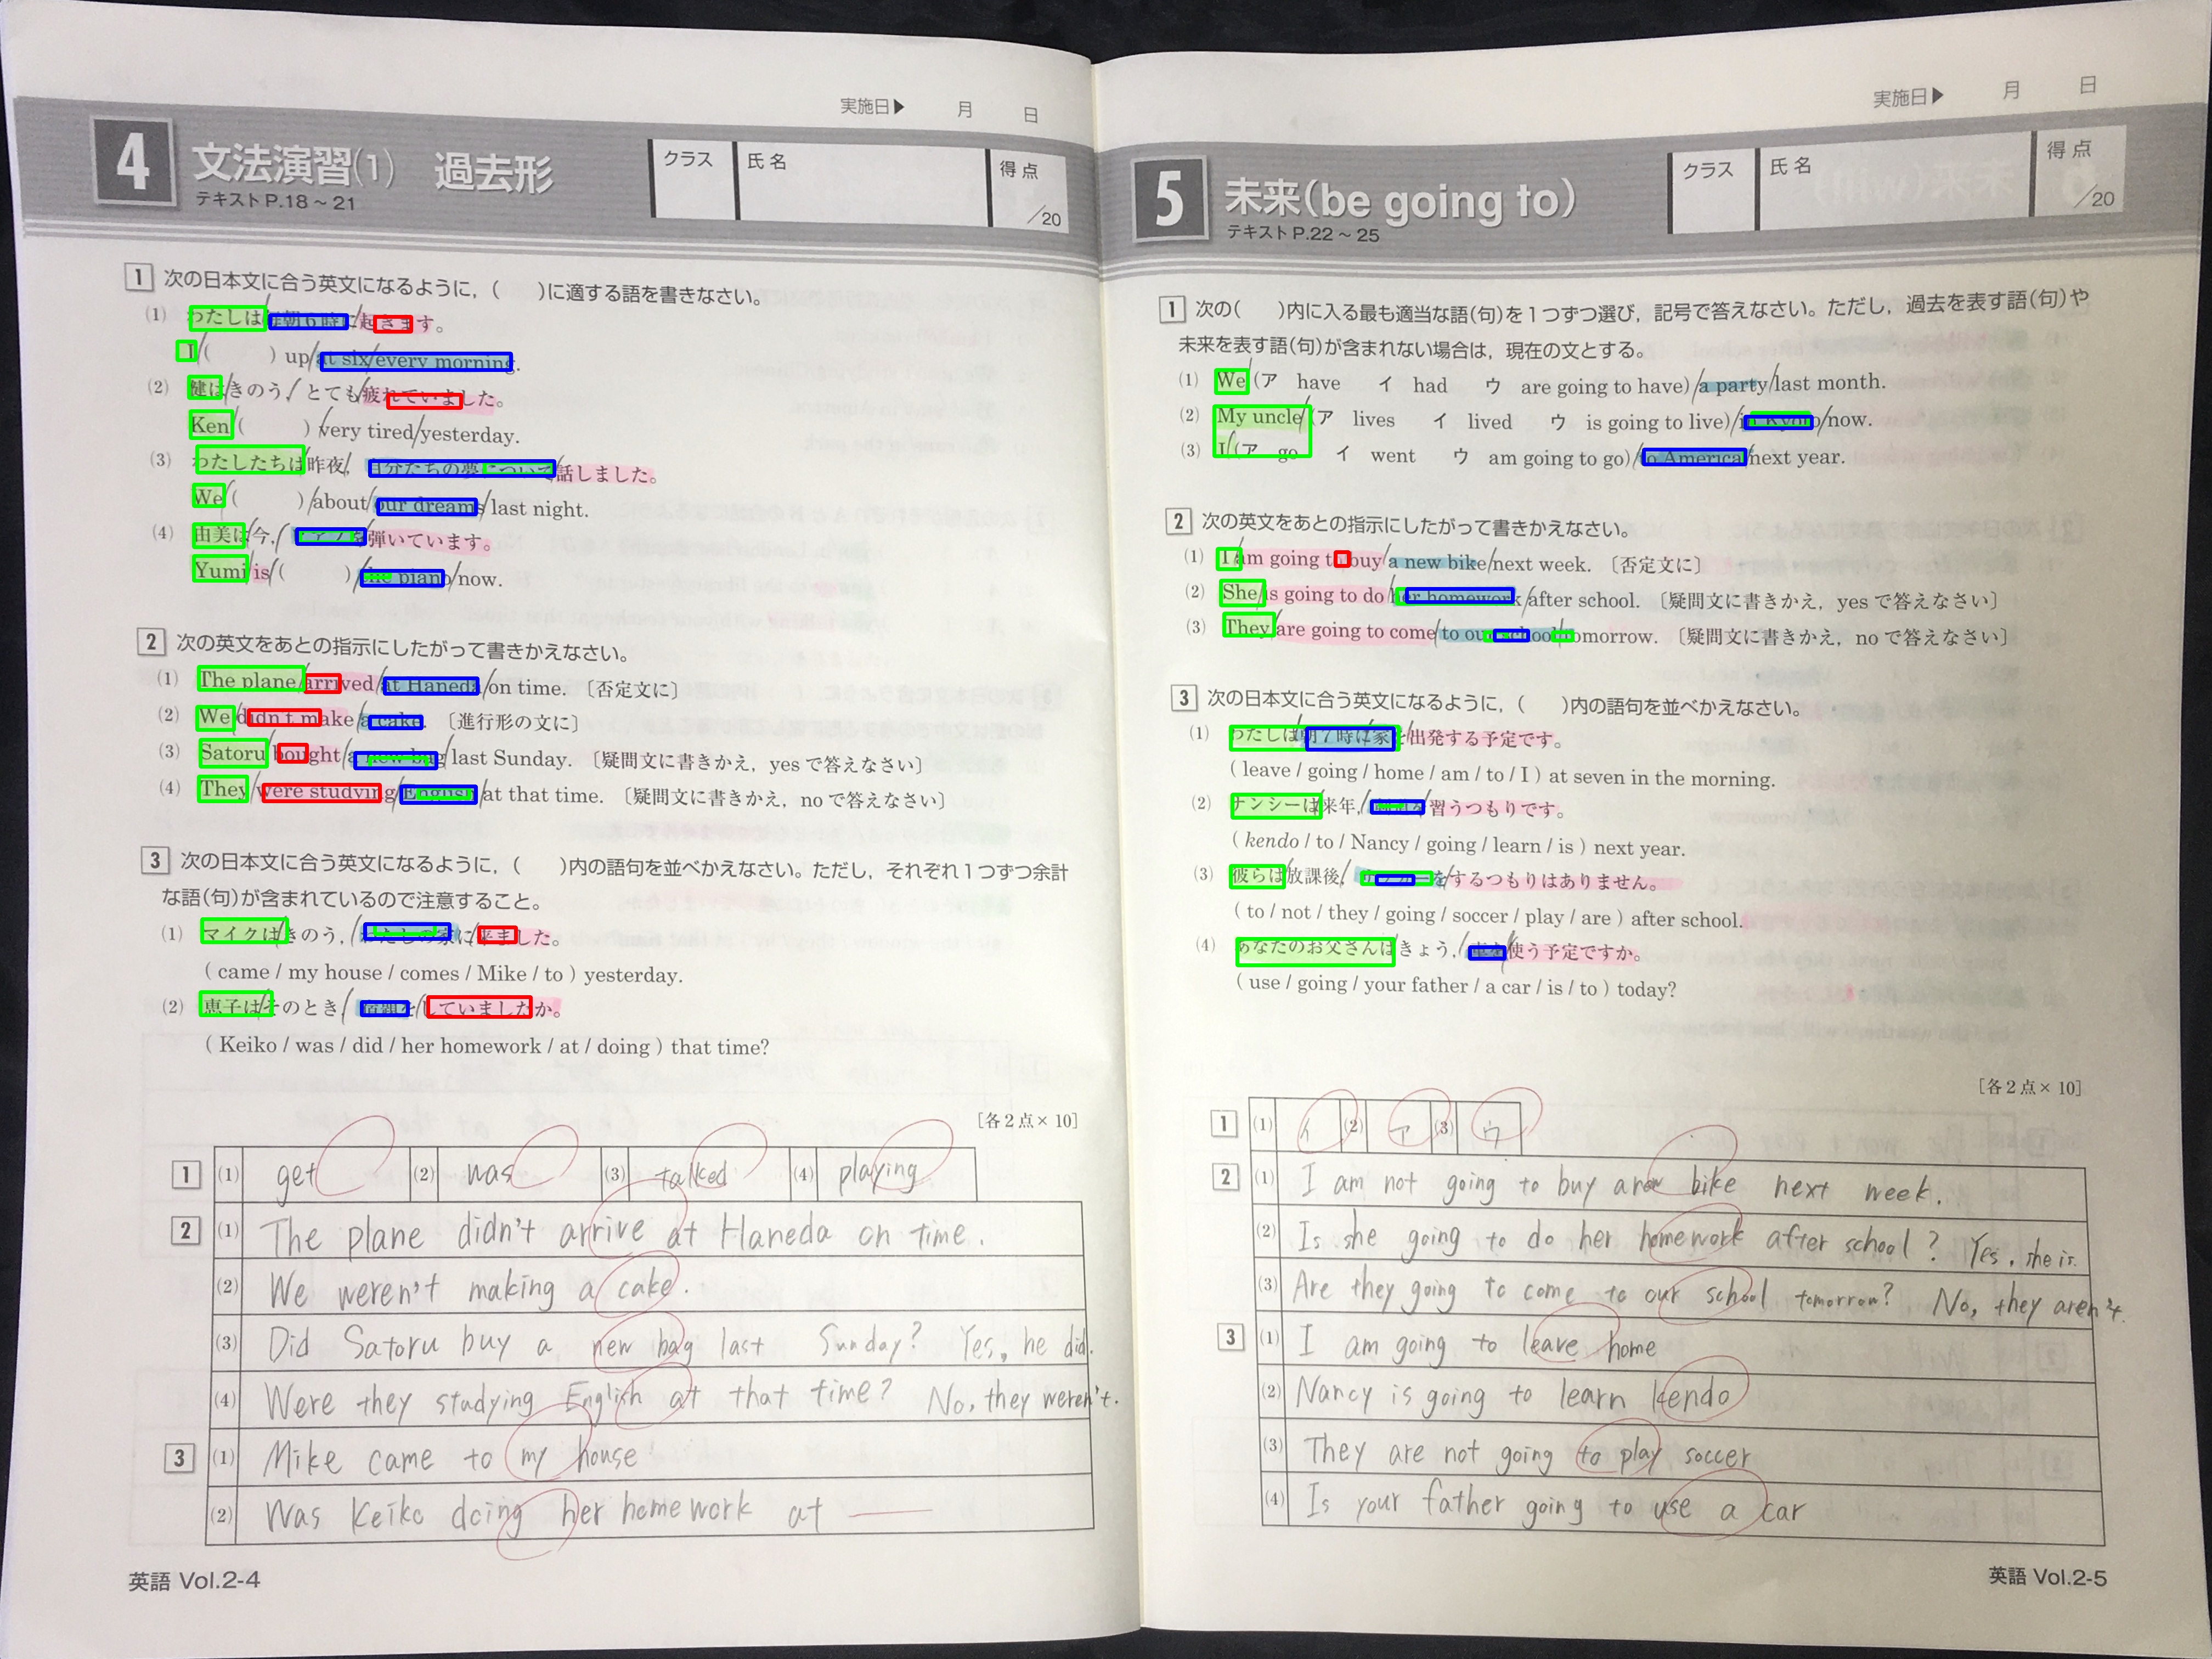 実施日▶ 月 日
4 文法演習(1) 過去形
テキストP.18～21
クラス 氏名 得点 /20
1 次の日本文に合う英文になるように，( )に適する語を書きなさい。
(1) わたしは/毎朝6時に/起きます。
I/( ) up/at six/every morning.
(2) 健は/きのう,/とても/疲れていました。
Ken/( )/very tired/yesterday.
(3) わたしたちは/昨夜/, 自分たちの夢について/話しました。
We/( )/about/our dreams/last night.
(4) 由美は/今,/ピアノを/弾いています。
Yumi/is/( )/the piano/now.
2 次の英文をあとの指示にしたがって書きかえなさい。
(1) The plane/arrived/at Haneda/on time. 〔否定文に〕
(2) We/didn't make/a cake. 〔進行形の文に〕
(3) Satoru/bought/a new bag/last Sunday. 〔疑問文に書きかえ，yesで答えなさい〕
(4) They/were studying/English/at that time. 〔疑問文に書きかえ，noで答えなさい〕
3 次の日本文に合う英文になるように，( )内の語句を並べかえなさい。ただし，それぞれ1つずつ余計
な語(句)が含まれているので注意すること。
(1) マイクは/きのう,/わたしの家に/来ました。
( came / my house / comes / Mike / to ) yesterday.
(2) 恵子は/そのとき/宿題を/していましたか。
( Keiko / was / did / her homework / at / doing ) that time?
[各2点×10]
1 (1) get (2) was (3) talked (4) playing
2 (1) The plane didn't arrive at Haneda on time.
(2) We weren't making a cake.
(3) Did Satoru buy a new bag last Sunday? Yes, he did.
(4) Were they studying English at that time? No, they weren't.
3 (1) Mike came to my house
(2) Was Keiko doing her homework at
英語 Vol.2-4
実施日▶ 月 日
5 未来(be going to)
テキストP.22～25
クラス 氏名 得点 /20
1 次の( )内に入る最も適当な語(句)を1つずつ選び，記号で答えなさい。ただし，過去を表す語(句)や
未来を表す語(句)が含まれない場合は，現在の文とする。
(1) We/(ア have イ had ウ are going to have)/a party/last month.
(2) My uncle/(ア lives イ lived ウ is going to live)/in Kyoto/now.
(3) I/(ア go イ went ウ am going to go)/to America/next year.
2 次の英文をあとの指示にしたがって書きかえなさい。
(1) I/am going to buy/a new bike/next week. 〔否定文に〕
(2) She/is going to do/her homework/after school. 〔疑問文に書きかえ，yesで答えなさい〕
(3) They/are going to come/to our school/tomorrow. 〔疑問文に書きかえ，noで答えなさい〕
3 次の日本文に合う英文になるように，( )内の語句を並べかえなさい。
(1) わたしは/朝7時に/家を/出発する予定です。
( leave / going / home / am / to / I ) at seven in the morning.
(2) ナンシーは/来年,/剣道を/習うつもりです。
( kendo / to / Nancy / going / learn / is ) next year.
(3) 彼らは/放課後/, サッカーを/するつもりはありません。
( to / not / they / going / soccer / play / are ) after school.
(4) あなたのお父さんは/きょう,/車を/使う予定ですか。
( use / going / your father / a car / is / to ) today?
[各2点×10]
1 (1) イ (2) ア (3) ウ
2 (1) I am not going to buy a new bike next week.
(2) Is she going to do her homework after school? Yes, she is.
(3) Are they going to come to our school tomorrow? No, they aren't.
3 (1) I am going to leave home
(2) Nancy is going to learn kendo
(3) They are not going to play soccer
(4) Is your father going to use a car
英語 Vol.2-5